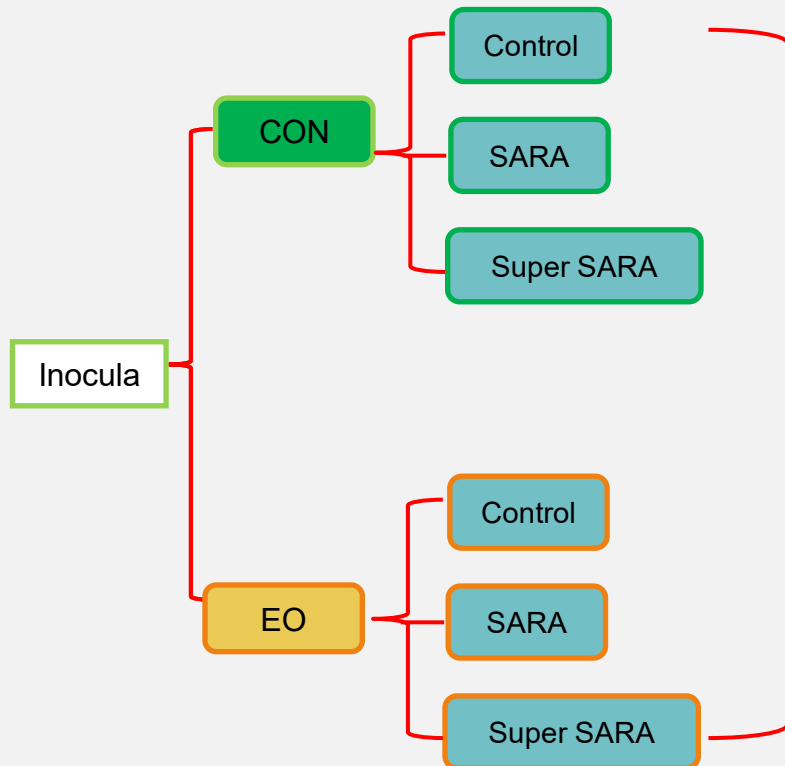 Inocula
CON
Control
SARA
Super SARA
EO
Control
SARA
Super SARA